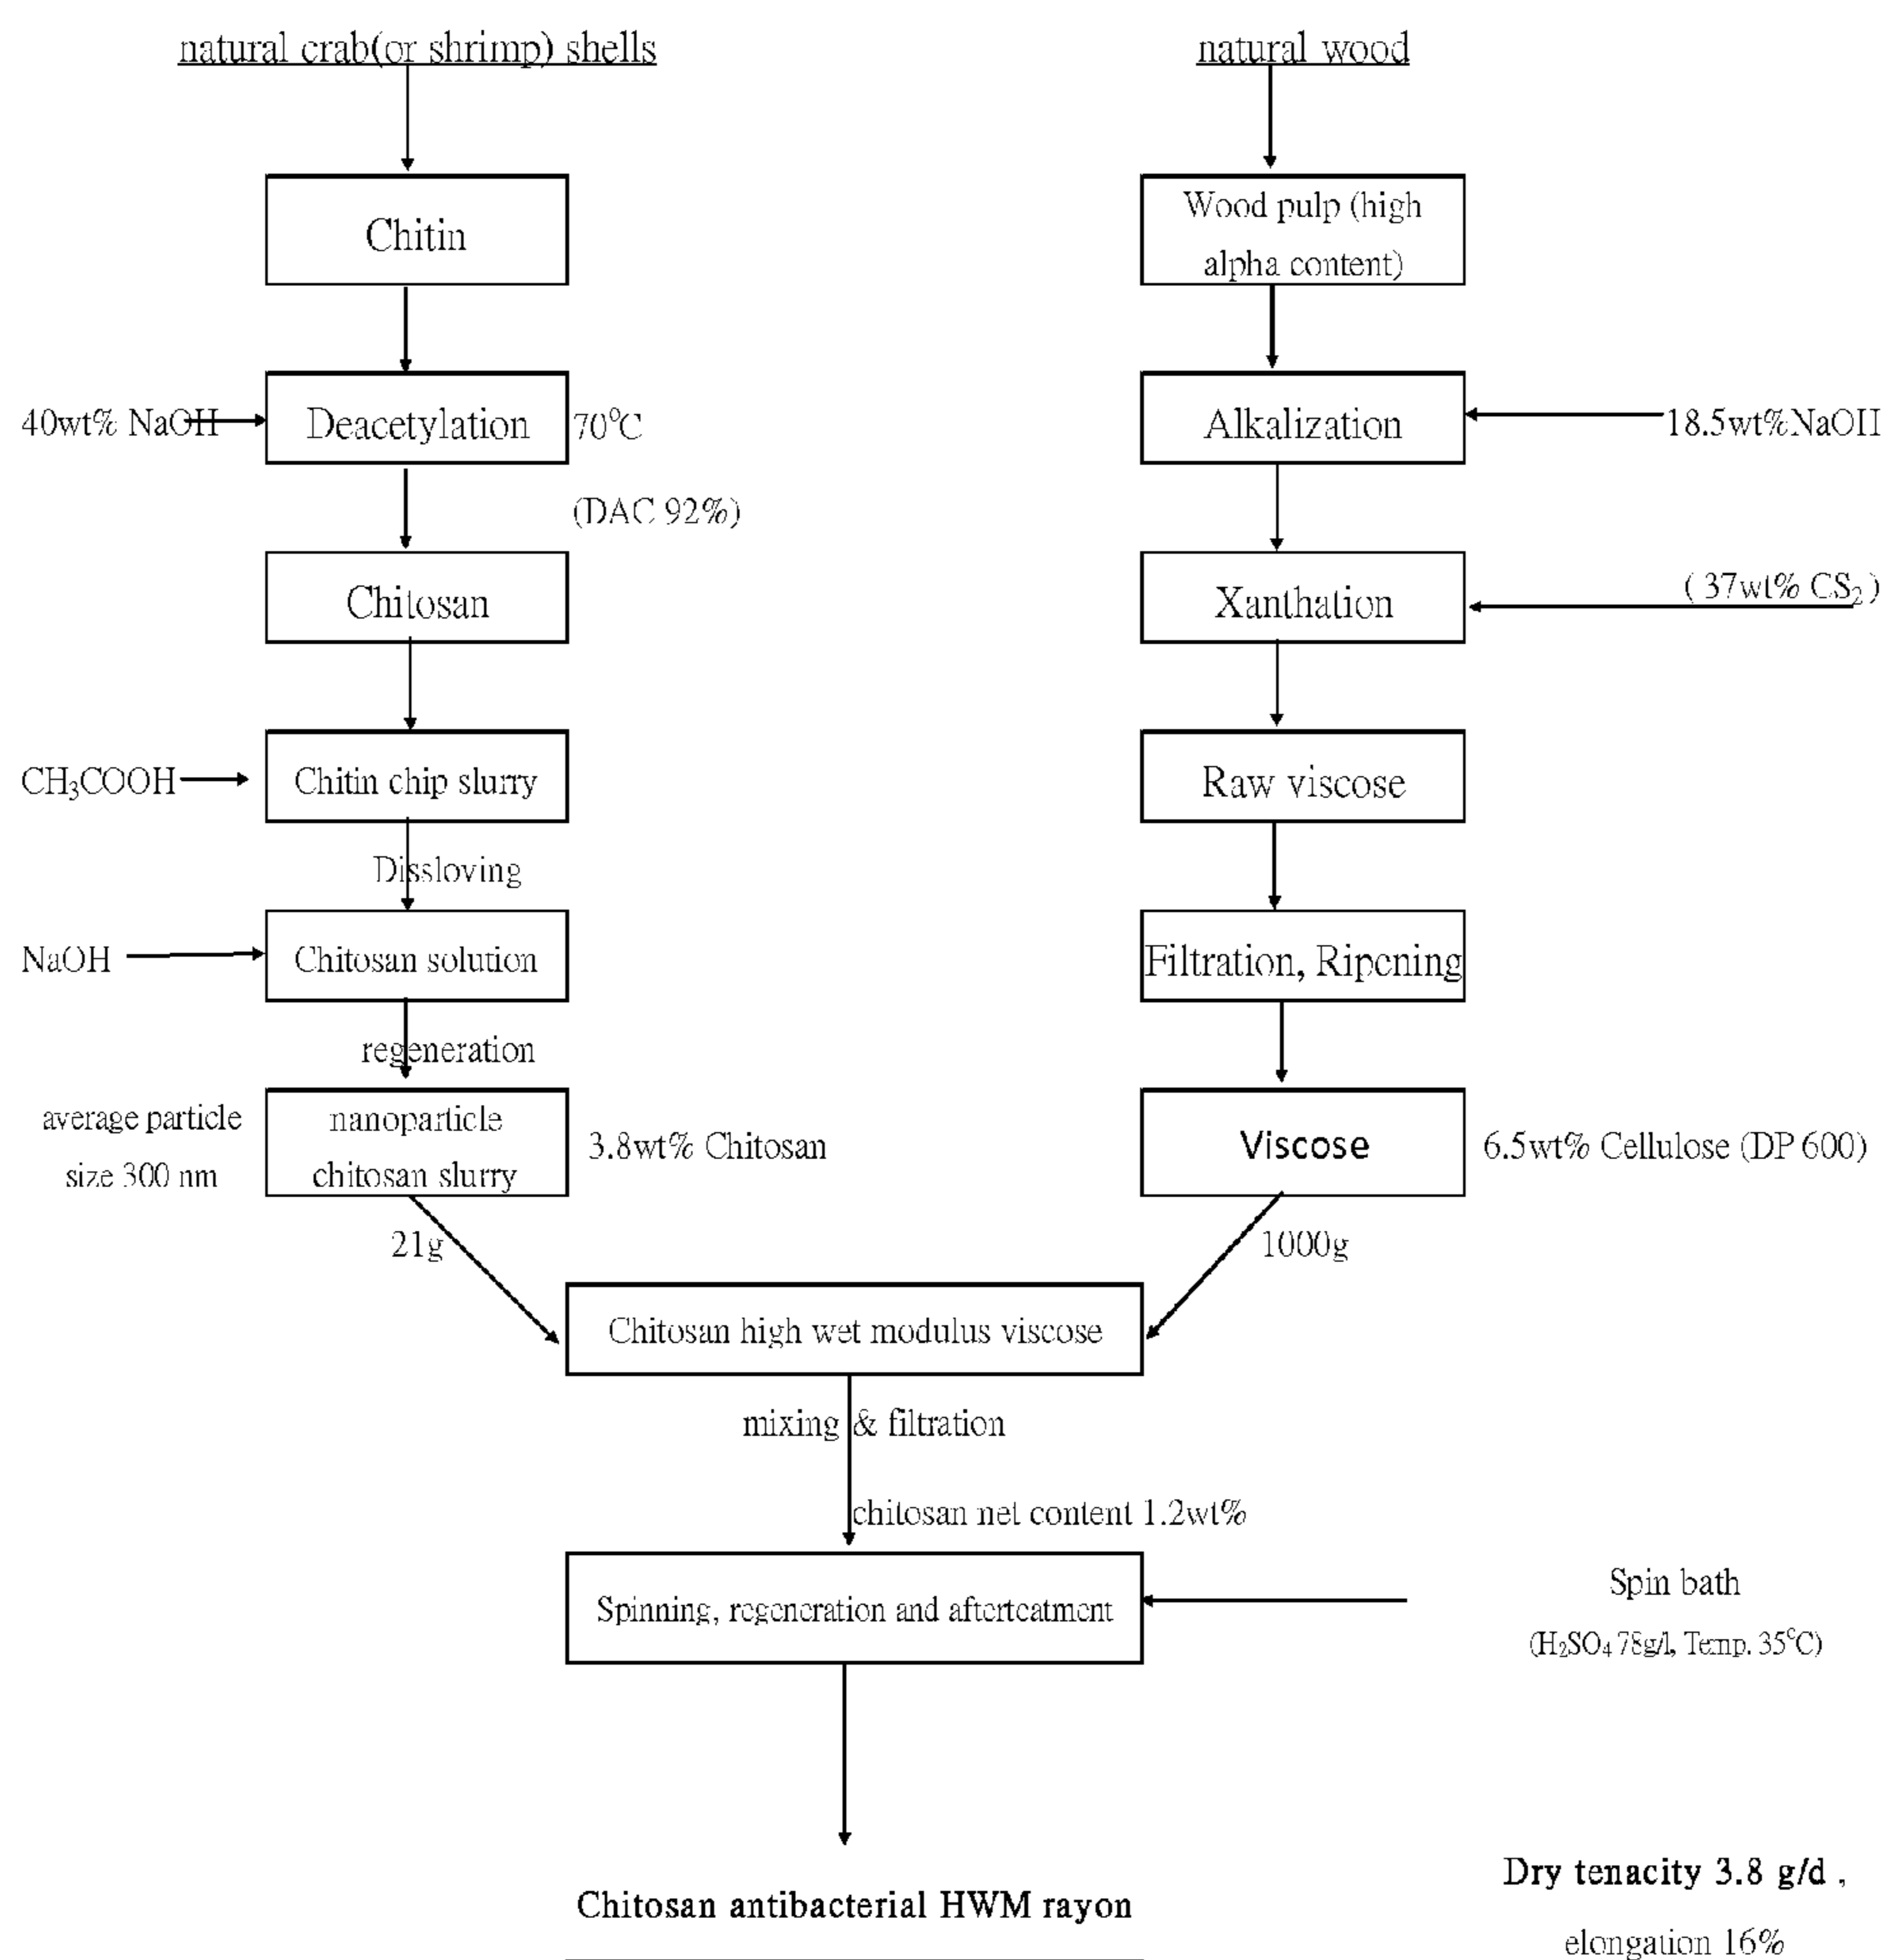 natural crab(or shrimp) shells
natural wood
Chitin
Wood pulp (high
alpha content)
40wt% NaOH
Deacetylation
70°C
Alkalization
18.5wt%NaOH
(DAC 92%)
Chitosan
Xanthation
( 37wt% CS₂ )
CH₃COOH
Chitin chip slurry
Raw viscose
Dissloving
NaOH
Chitosan solution
Filtration, Ripening
regeneration
average particle
size 300 nm
nanoparticle
chitosan slurry
3.8wt% Chitosan
Viscose
6.5wt% Cellulose (DP 600)
21g
1000g
Chitosan high wet modulus viscose
mixing & filtration
chitosan net content 1.2wt%
Spinning, regeneration and afterteatment
Spin bath
(H₂SO₄ 78g/l, Temp. 35°C)
Chitosan antibacterial HWM rayon
Dry tenacity 3.8 g/d ,
elongation 16%